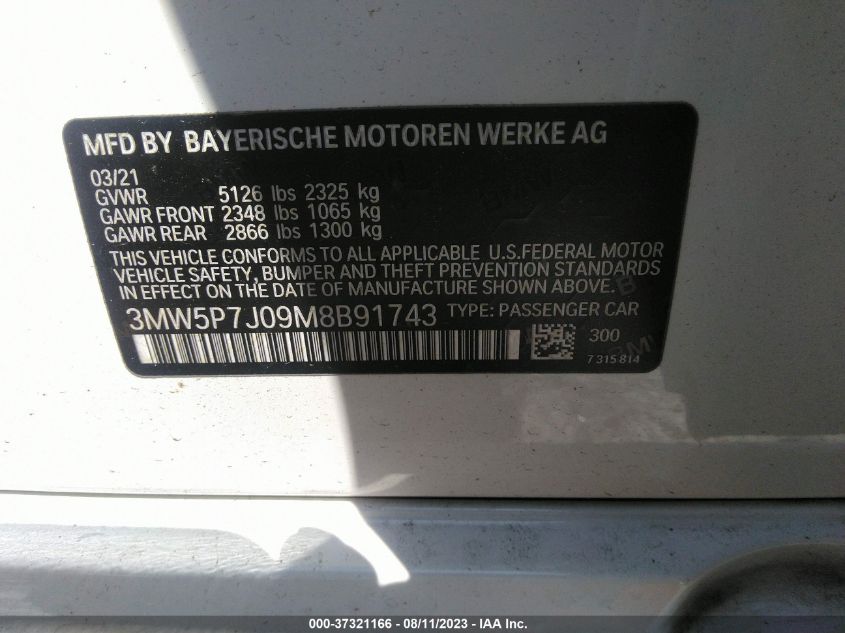 MFD BY BAYERISCHE MOTOREN WERKE AG
03/21
GVWR 5126 lbs 2325 kg
GAWR FRONT 2348 lbs 1065 kg
GAWR REAR 2866 lbs 1300 kg
THIS VEHICLE CONFORMS TO ALL APPLICABLE U.S.FEDERAL MOTOR
VEHICLE SAFETY, BUMPER AND THEFT PREVENTION STANDARDS
IN EFFECT ON THE DATE OF MANUFACTURE SHOWN ABOVE.
3MW5P7J09M8B91743 TYPE: PASSENGER CAR
300
7 315 814
000-37321166 - 08/11/2023 - IAA Inc.